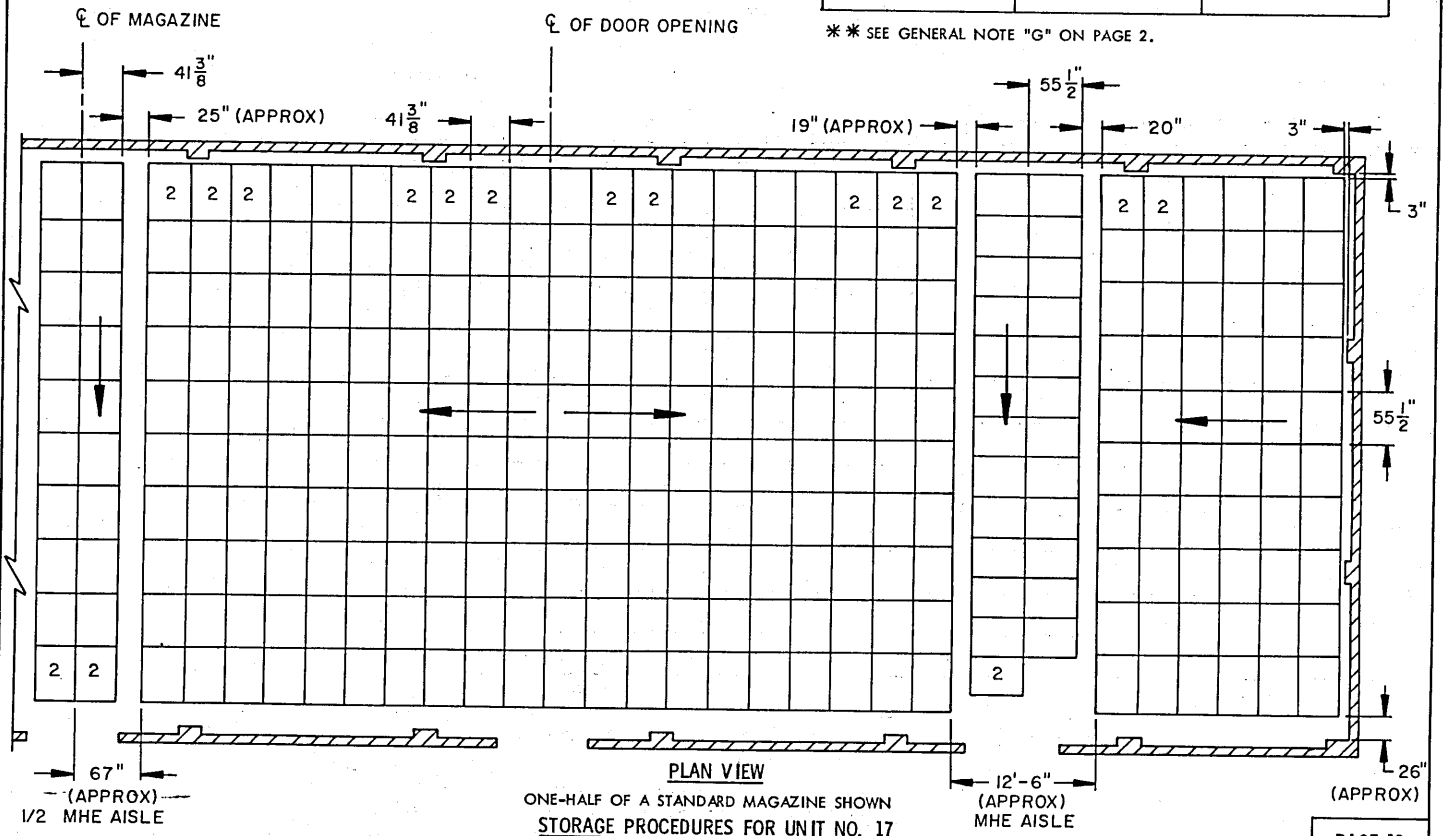 ℄ OF MAGAZINE
℄ OF DOOR OPENING
** SEE GENERAL NOTE "G" ON PAGE 2.
41 3/8"
55 1/2"
25" (APPROX)
41 3/8"
19" (APPROX)
20"
3"
2 2 2 2 2 2 2 2 2 2 2 2 2
3"
55 1/2"
2 2
2
67"
(APPROX)
1/2 MHE AISLE
PLAN VIEW
ONE-HALF OF A STANDARD MAGAZINE SHOWN
STORAGE PROCEDURES FOR UNIT NO. 17
12'-6"
(APPROX)
MHE AISLE
26"
(APPROX)